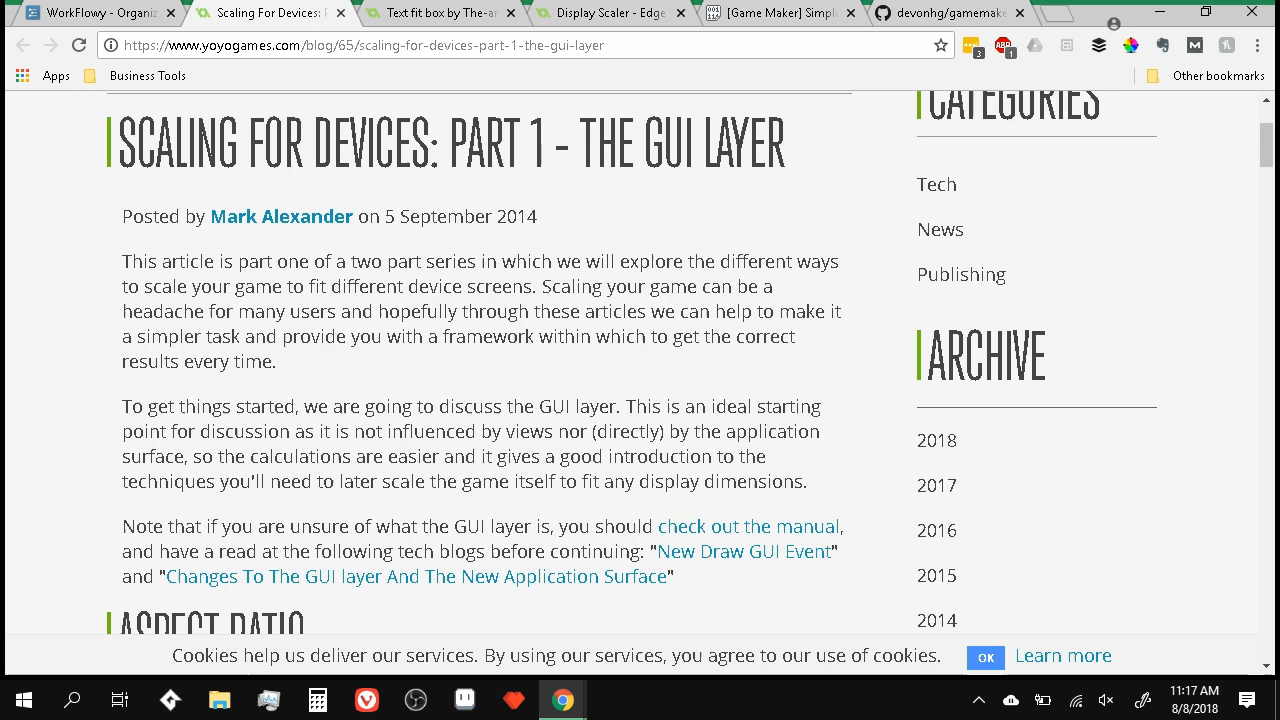 WorkFlowy - Organiz
Scaling For Devices: P
Text fit box by Fire-ar
Display Scaler - Edge
[Game Maker] Simpl
devonhg/gamemake
https://www.yoyogames.com/blog/65/scaling-for-devices-part-1-the-gui-layer
3
ABP
1
M
Apps
Business Tools
Other bookmarks
CATEGORIES
SCALING FOR DEVICES: PART 1 - THE GUI LAYER
Posted by Mark Alexander on 5 September 2014
This article is part one of a two part series in which we will explore the different ways
to scale your game to fit different device screens. Scaling your game can be a
headache for many users and hopefully through these articles we can help to make it
a simpler task and provide you with a framework within which to get the correct
results every time.
To get things started, we are going to discuss the GUI layer. This is an ideal starting
point for discussion as it is not influenced by views nor (directly) by the application
surface, so the calculations are easier and it gives a good introduction to the
techniques you'll need to later scale the game itself to fit any display dimensions.
Note that if you are unsure of what the GUI layer is, you should check out the manual,
and have a read at the following tech blogs before continuing: "New Draw GUI Event"
and "Changes To The GUI layer And The New Application Surface"
ASPECT RATIO
Tech
News
Publishing
ARCHIVE
2018
2017
2016
2015
2014
Cookies help us deliver our services. By using our services, you agree to our use of cookies.
OK
Learn more
11:17 AM
8/8/2018